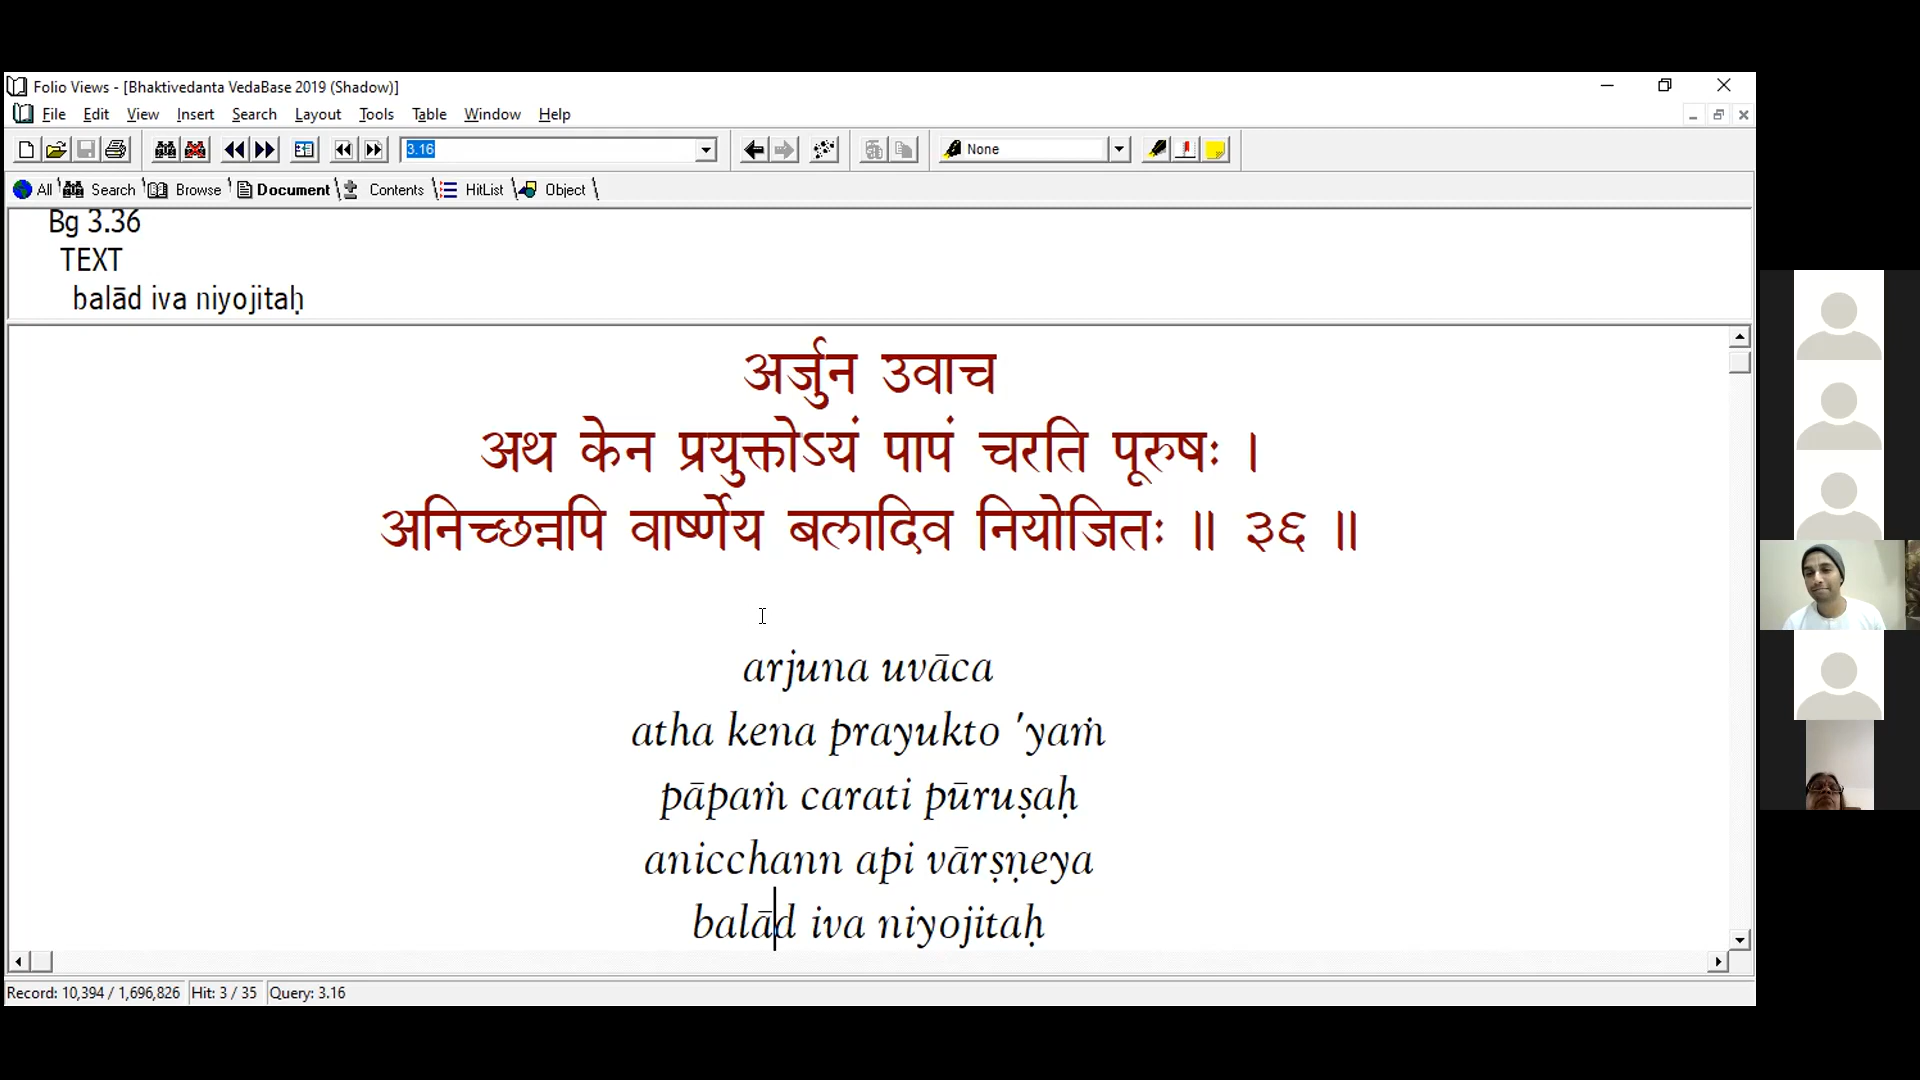 Folio Views - [Bhaktivedanta VedaBase 2019 (Shadow)]
File Edit View Insert Search Layout Tools Table Window Help
3.16 None
All Search Browse Document Contents HitList Object
Bg 3.36
TEXT
balād iva niyojitaḥ
अर्जुन उवाच
अथ केन प्रयुक्तोऽयं पापं चरति पूरुषः ।
अनिच्छन्नपि वार्ष्णेय बलादिव नियोजितः ॥ ३६ ॥
arjuna uvāca
atha kena prayukto 'yaṁ
pāpaṁ carati pūruṣaḥ
anicchann api vārṣṇeya
balād iva niyojitaḥ
Record: 10,394 / 1,696,826 Hit: 3 / 35 Query: 3.16